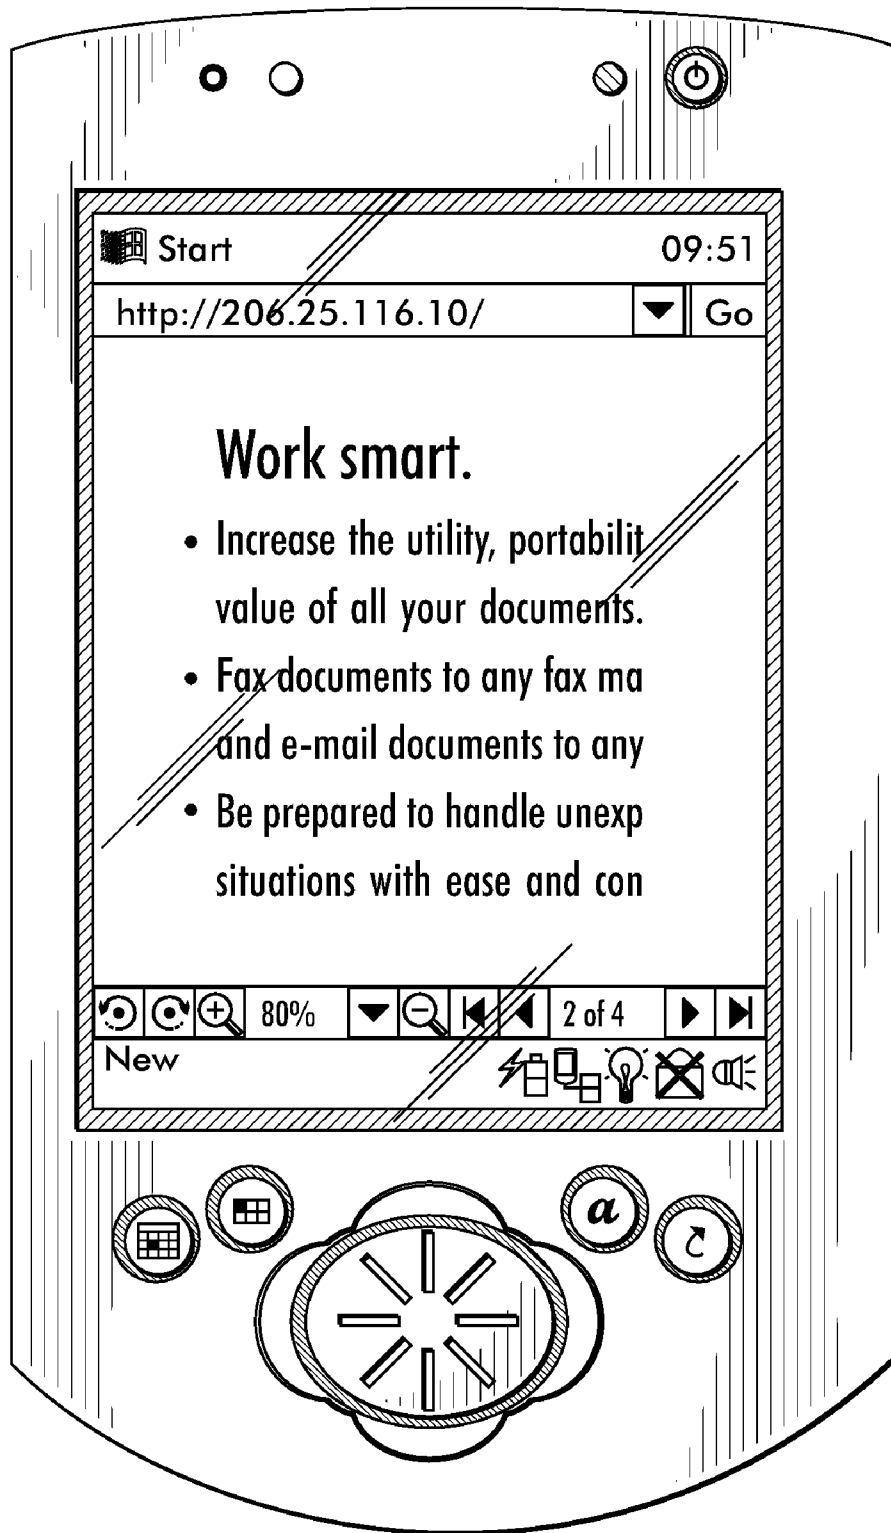 Start 09:51
http://206.25.116.10/ Go
Work smart.
• Increase the utility, portabilit
value of all your documents.
• Fax documents to any fax ma
and e-mail documents to any
• Be prepared to handle unexp
situations with ease and con
80% 2 of 4
New
a